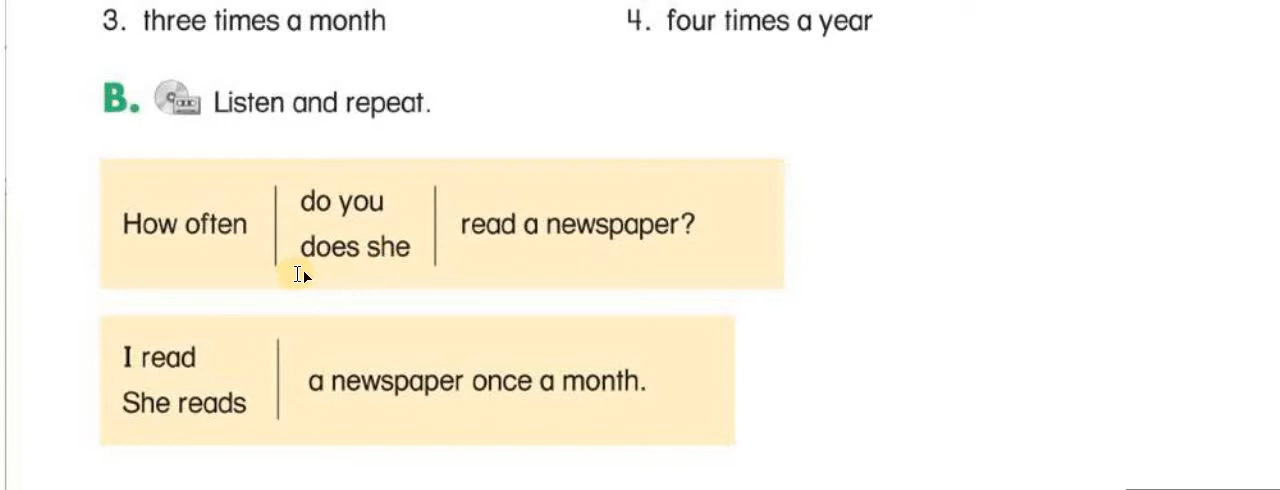 3. three times a month
4. four times a year
B. Listen and repeat.
How often
do you
does she
read a newspaper?
I read
She reads
a newspaper once a month.